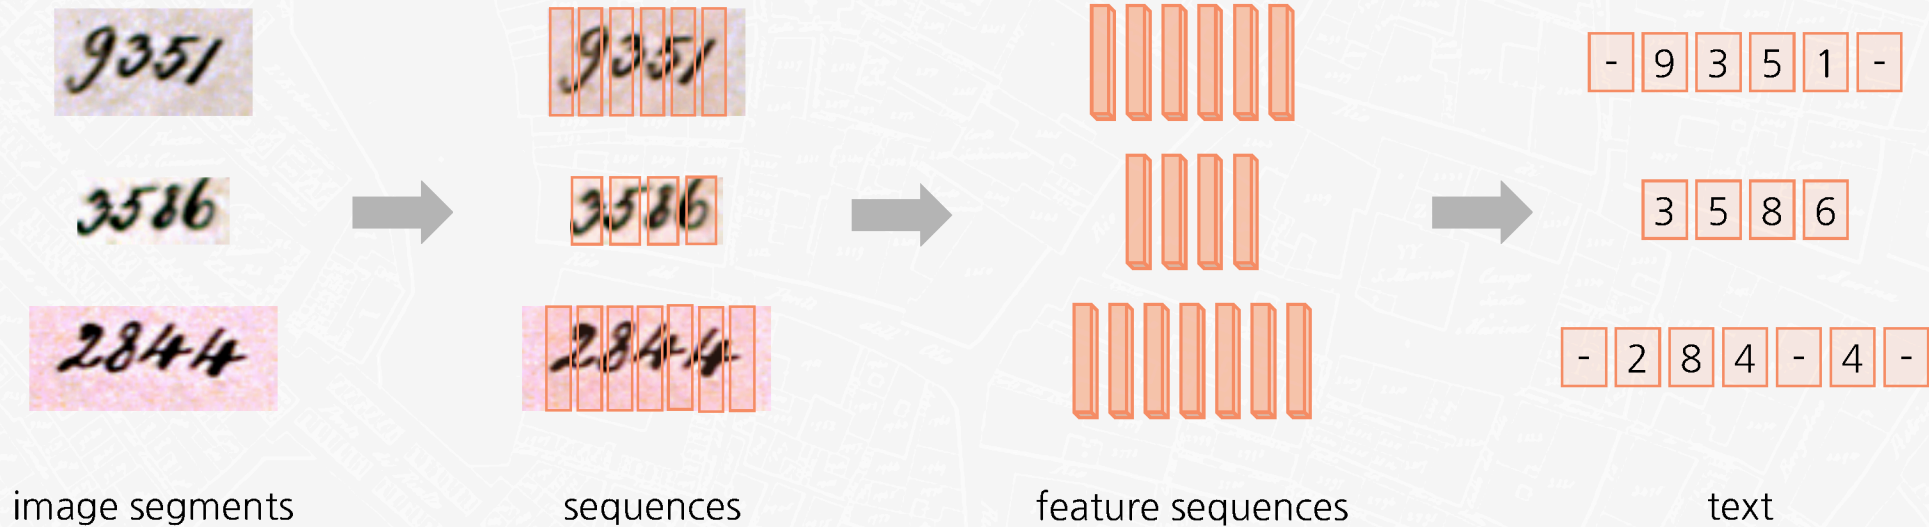 9351 9351 - 9 3 5 1 -
3586 3586 3 5 8 6
2844 2844 - 2 8 4 - 4 -
image segments sequences feature sequences text